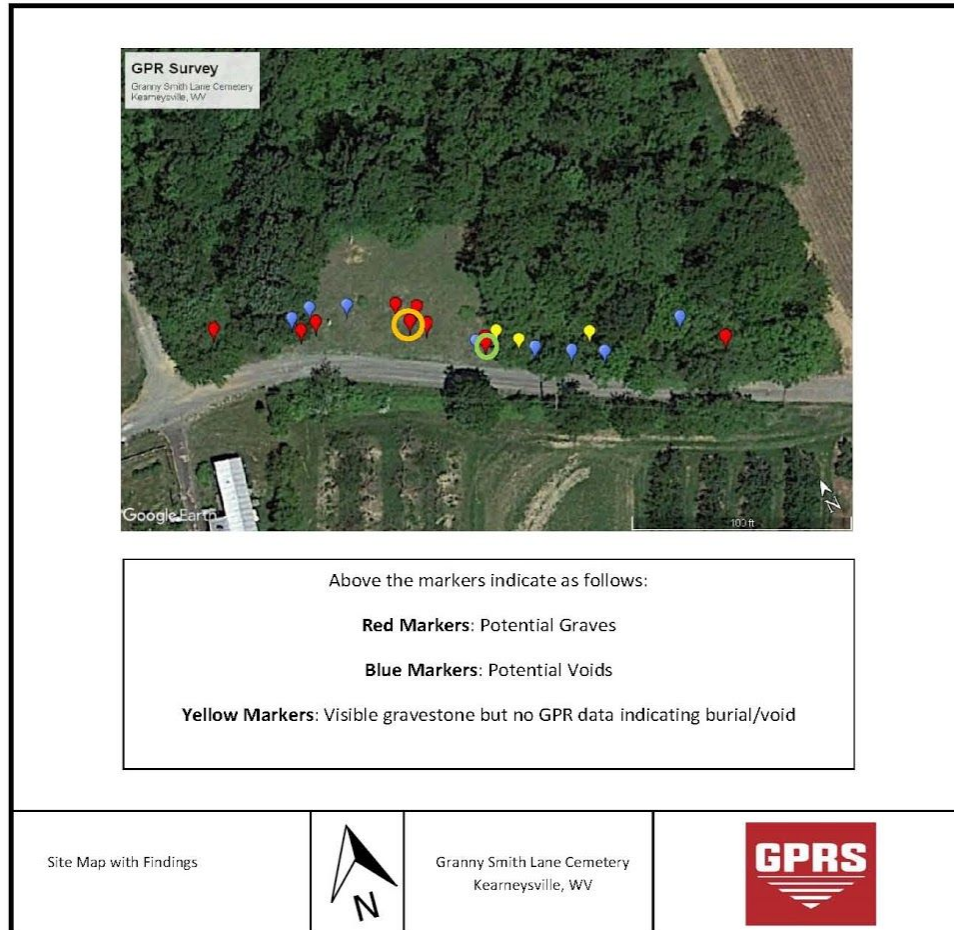 GPR Survey
Granny Smith Lane Cemetery
Kearneysville, WV
N
Google Earth
100 ft
Above the markers indicate as follows:
Red Markers: Potential Graves
Blue Markers: Potential Voids
Yellow Markers: Visible gravestone but no GPR data indicating burial/void
Site Map with Findings
N
Granny Smith Lane Cemetery
Kearneysville, WV
GPRS